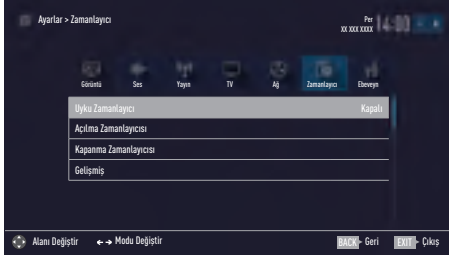 Ayarlar > Zamanlayıcı
Per
xx xxx xxxx
14:00
Görüntü Ses Yayın TV Ağ Zamanlayıcı Ebeveyn
Uyku Zamanlayıcı Kapalı
Açılma Zamanlayıcısı
Kapanma Zamanlayıcısı
Gelişmiş
Alanı Değiştir ←→ Modu Değiştir BACK Geri EXIT Çıkış